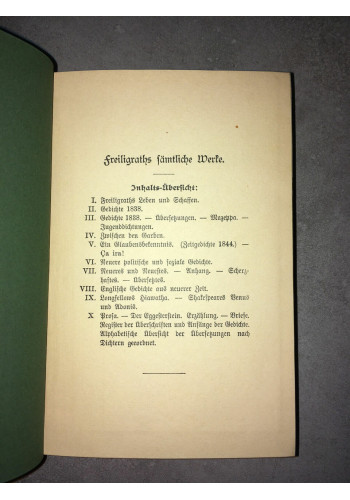 Freiligraths sämtliche Werke.
Inhalts-Übersicht:
I. Freiligraths Leben und Schaffen.
II. Gedichte 1838.
III. Gedichte 1838. — Übersetzungen. — Mazeppa. —
Jugenddichtungen.
IV. Zwischen den Garben.
V. Ein Glaubensbekenntnis. (Zeitgedichte 1844.) —
Ça ira!
VI. Neuere politische und soziale Gedichte.
VII. Neueres und Neuestes. — Anhang. — Scherz-
haftes. — Übersetztes.
VIII. Englische Gedichte aus neuerer Zeit.
IX. Longfellows Hiawatha. — Shakespeares Venus
und Adonis.
X Prosa. — Der Eggesterstein. Erzählung. — Briefe.
Register der Überschriften und Anfänge der Gedichte.
Alphabetische Übersicht der Übersetzungen nach
Dichtern geordnet.